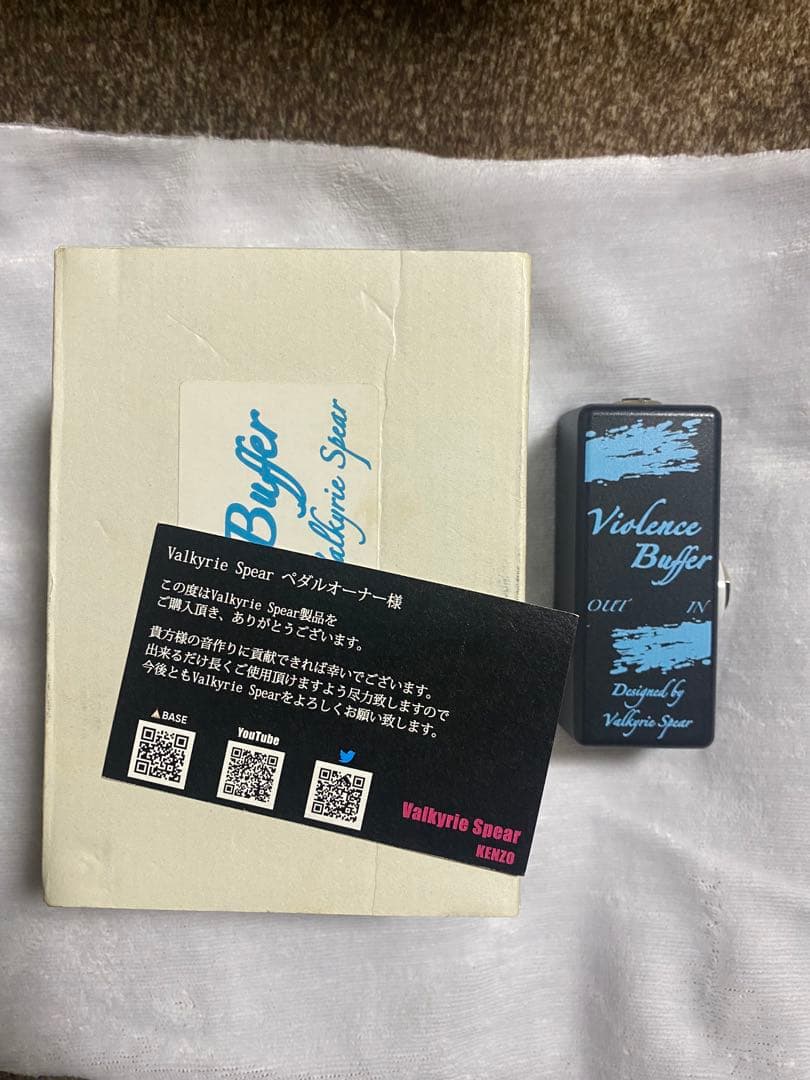 Buffer
Valkyrie Spear
Valkyrie Spear ペダルオーナー様
この度はValkyrie Spear製品を
ご購入頂き、ありがとうございます。
貴方様の音作りに貢献できれば幸いでございます。
出来るだけ長くご使用頂けますよう尽力致しますので
今後ともValkyrie Spearをよろしくお願い致します。
BASE
YouTube
Valkyrie Spear
KENZO
Violence
Buffer
OUT IN
Designed by
Valkyrie Spear